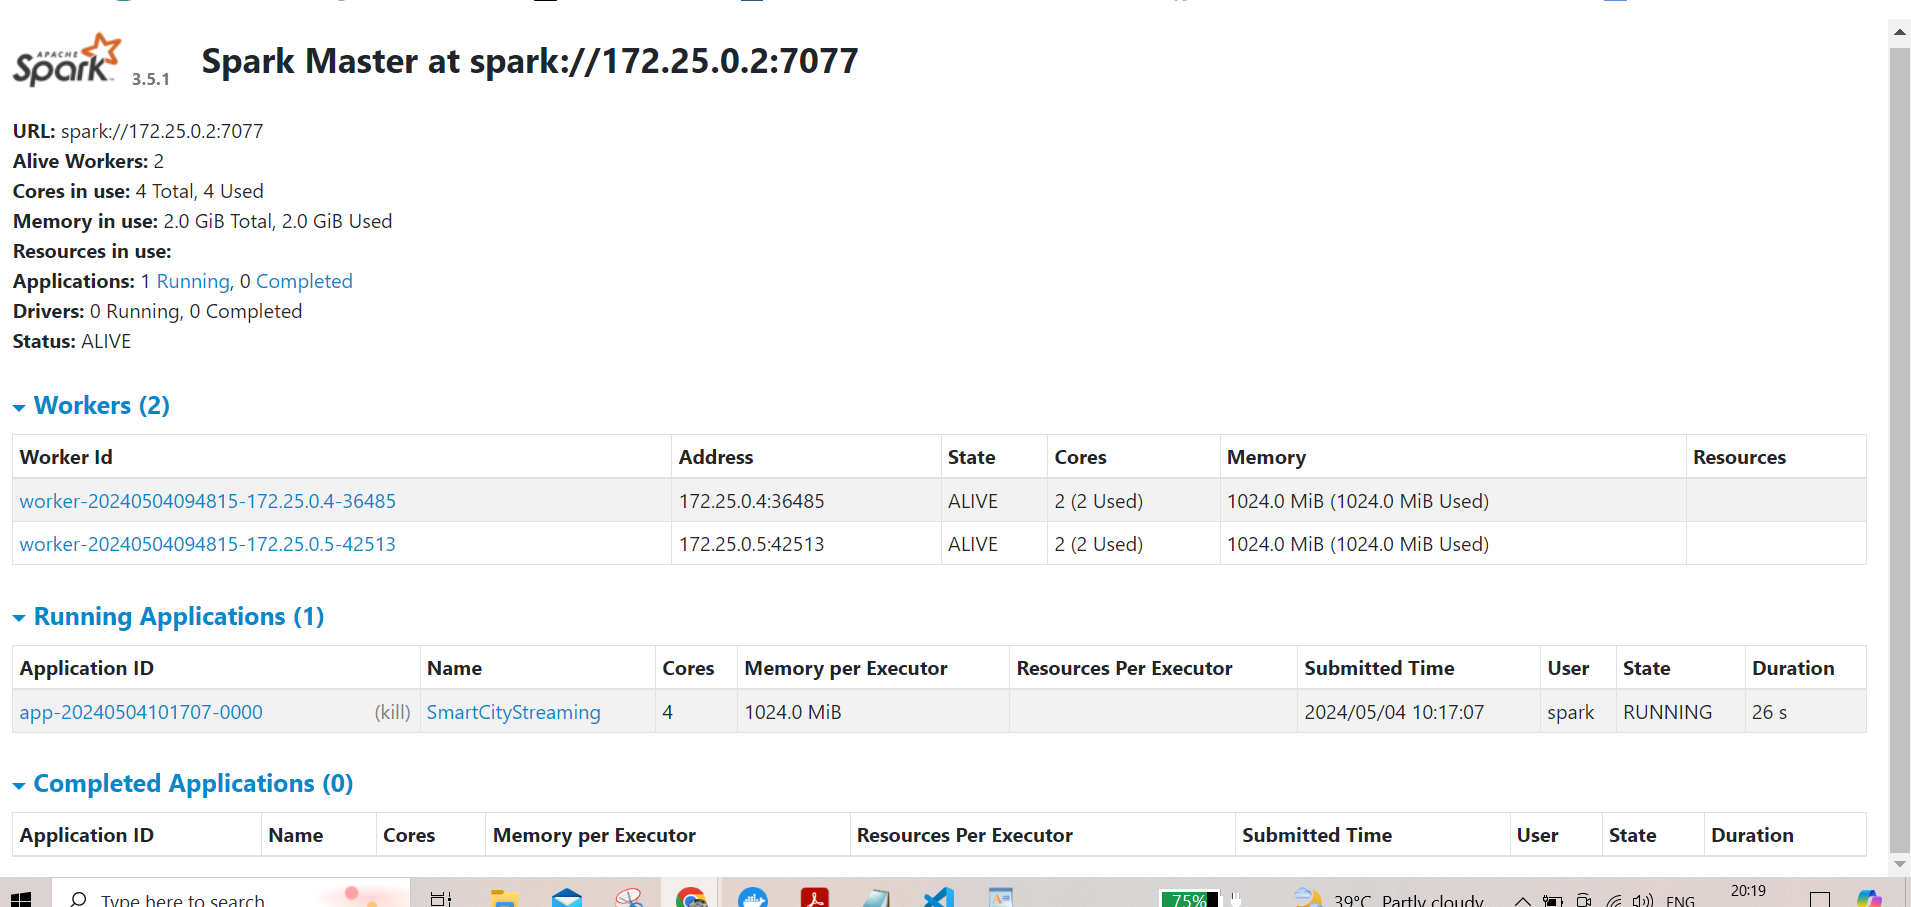 APACHE
Spark 3.5.1 Spark Master at spark://172.25.0.2:7077
URL: spark://172.25.0.2:7077
Alive Workers: 2
Cores in use: 4 Total, 4 Used
Memory in use: 2.0 GiB Total, 2.0 GiB Used
Resources in use:
Applications: 1 Running, 0 Completed
Drivers: 0 Running, 0 Completed
Status: ALIVE
Workers (2)
Worker Id Address State Cores Memory Resources
worker-20240504094815-172.25.0.4-36485 172.25.0.4:36485 ALIVE 2 (2 Used) 1024.0 MiB (1024.0 MiB Used)
worker-20240504094815-172.25.0.5-42513 172.25.0.5:42513 ALIVE 2 (2 Used) 1024.0 MiB (1024.0 MiB Used)
Running Applications (1)
Application ID Name Cores Memory per Executor Resources Per Executor Submitted Time User State Duration
app-20240504101707-0000 (kill) SmartCityStreaming 4 1024.0 MiB 2024/05/04 10:17:07 spark RUNNING 26 s
Completed Applications (0)
Application ID Name Cores Memory per Executor Resources Per Executor Submitted Time User State Duration
Type here to search 75% 39°C Partly cloudy ENG 20:19